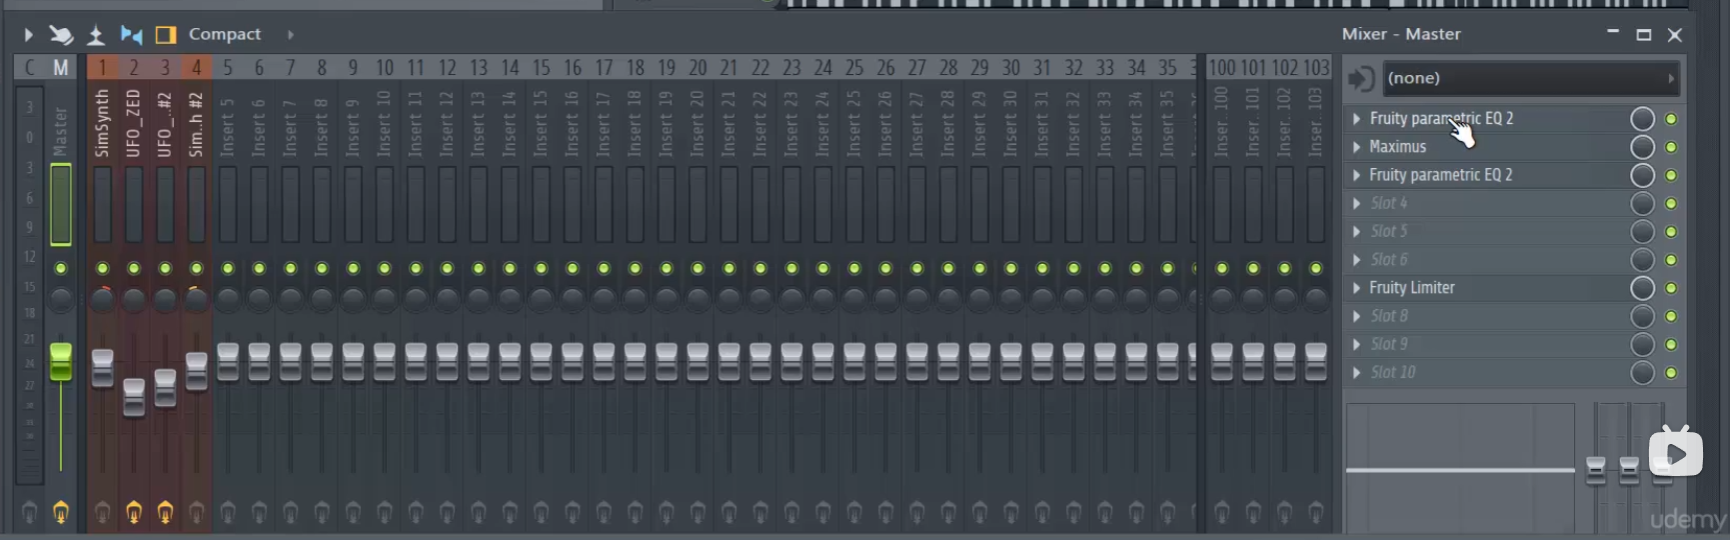 Compact
Mixer - Master
C M 1 2 3 4 5 6 7 8 9 10 11 12 13 14 15 16 17 18 19 20 21 22 23 24 25 26 27 28 29 30 31 32 33 34 35 100 101 102 103
(none)
Master
SimSynth
UFO_ZED
UFO_..#2
Sim..h #2
Insert 5
Insert 6
Insert 7
Insert 8
Insert 9
Insert 10
Insert 11
Insert 12
Insert 13
Insert 14
Insert 15
Insert 16
Insert 17
Insert 18
Insert 19
Insert 20
Insert 21
Insert 22
Insert 23
Insert 24
Insert 25
Insert 26
Insert 27
Insert 28
Insert 29
Insert 30
Insert 31
Insert 32
Insert 33
Insert 34
Insert 35
Inser..100
Inser..101
Inser..102
Inser..103
3
0
3
6
9
12
15
18
21
24
27
Fruity parametric EQ 2
Maximus
Fruity parametric EQ 2
Slot 4
Slot 5
Slot 6
Fruity Limiter
Slot 8
Slot 9
Slot 10
udemy